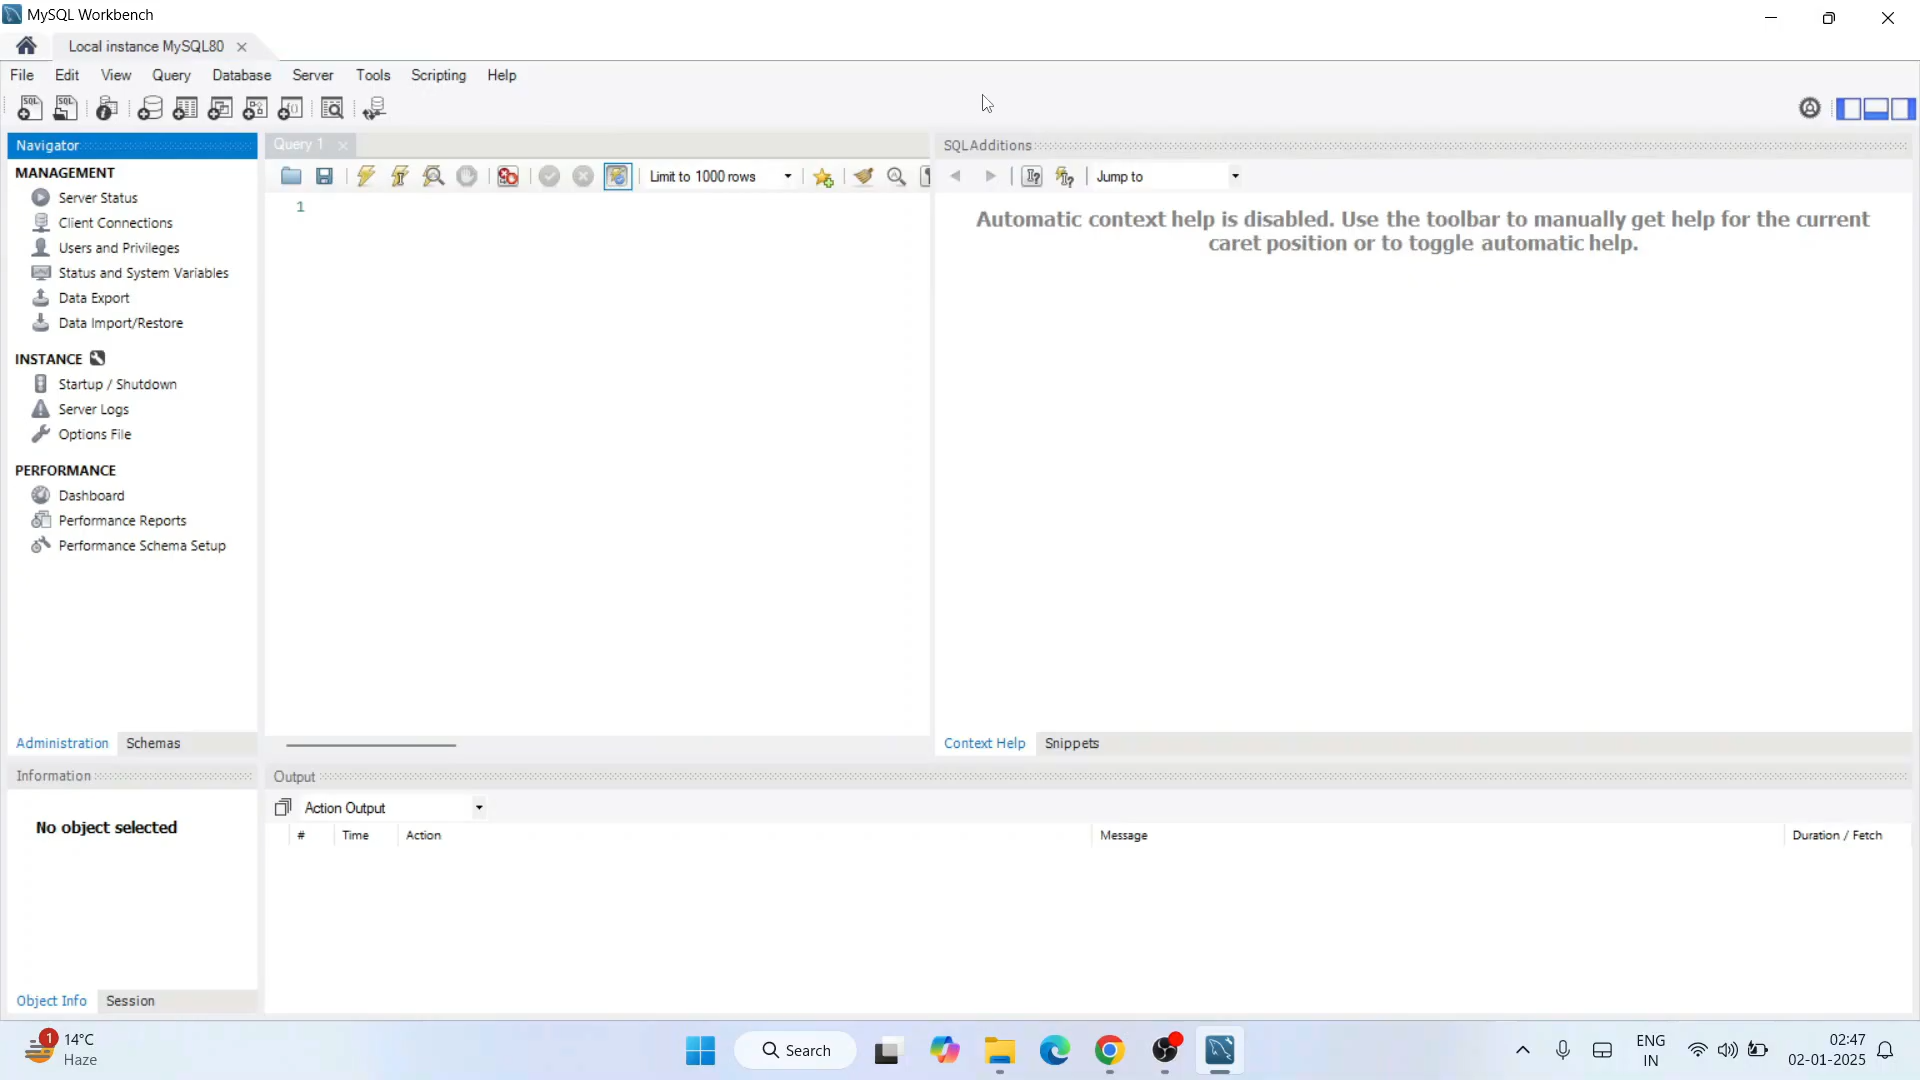 MySQL Workbench
Local instance MySQL80
File Edit View Query Database Server Tools Scripting Help
Navigator
MANAGEMENT
Server Status
Client Connections
Users and Privileges
Status and System Variables
Data Export
Data Import/Restore
INSTANCE
Startup / Shutdown
Server Logs
Options File
PERFORMANCE
Dashboard
Performance Reports
Performance Schema Setup
Administration Schemas
Query 1
Limit to 1000 rows
1
SQLAdditions
Jump to
Automatic context help is disabled. Use the toolbar to manually get help for the current
caret position or to toggle automatic help.
Context Help Snippets
Information
No object selected
Object Info Session
Output
Action Output
# Time Action Message Duration / Fetch
1
14°C
Haze
Search
ENG
IN
02:47
02-01-2025